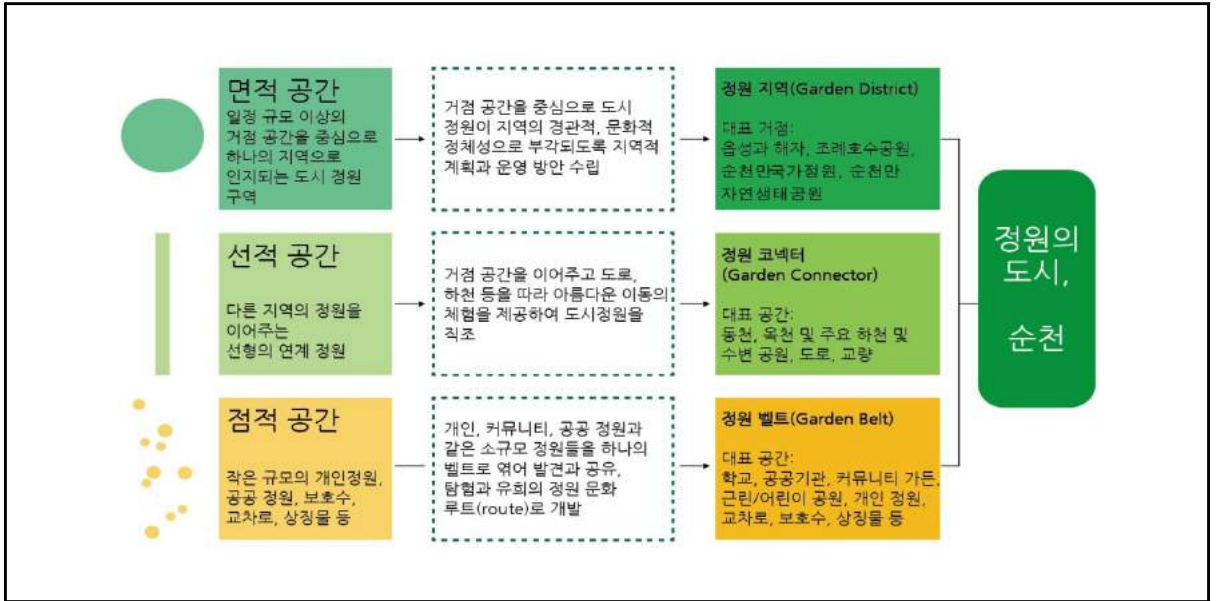 면적 공간
일정 규모 이상의
거점 공간을 중심으로
하나의 지역으로
인지되는 도시 정원
구역
거점 공간을 중심으로 도시
정원이 지역의 경관적, 문화적
정체성으로 부각되도록 지역적
계획과 운영 방안 수립
정원 지역(Garden District)
대표 거점:
읍성과 해자, 조례호수공원,
순천만국가정원, 순천만
자연생태공원
선적 공간
다른 지역의 정원을
이어주는
선형의 연계 정원
거점 공간을 이어주고 도로,
하천 등을 따라 아름다운 이동의
체험을 제공하여 도시정원을
직조
정원 코넥터
(Garden Connector)
대표 공간:
동천, 옥천 및 주요 하천 및
수변 공원, 도로, 교량
점적 공간
작은 규모의 개인정원,
공공 정원, 보호수,
교차로, 상징물 등
개인, 커뮤니티, 공공 정원과
같은 소규모 정원들을 하나의
벨트로 엮어 발견과 공유,
탐험과 유희의 정원 문화
루트(route)로 개발
정원 벨트(Garden Belt)
대표 공간:
학교, 공공기관, 커뮤니티 가든,
근린/어린이 공원, 개인 정원,
교차로, 보호수, 상징물 등
정원의
도시,
순천